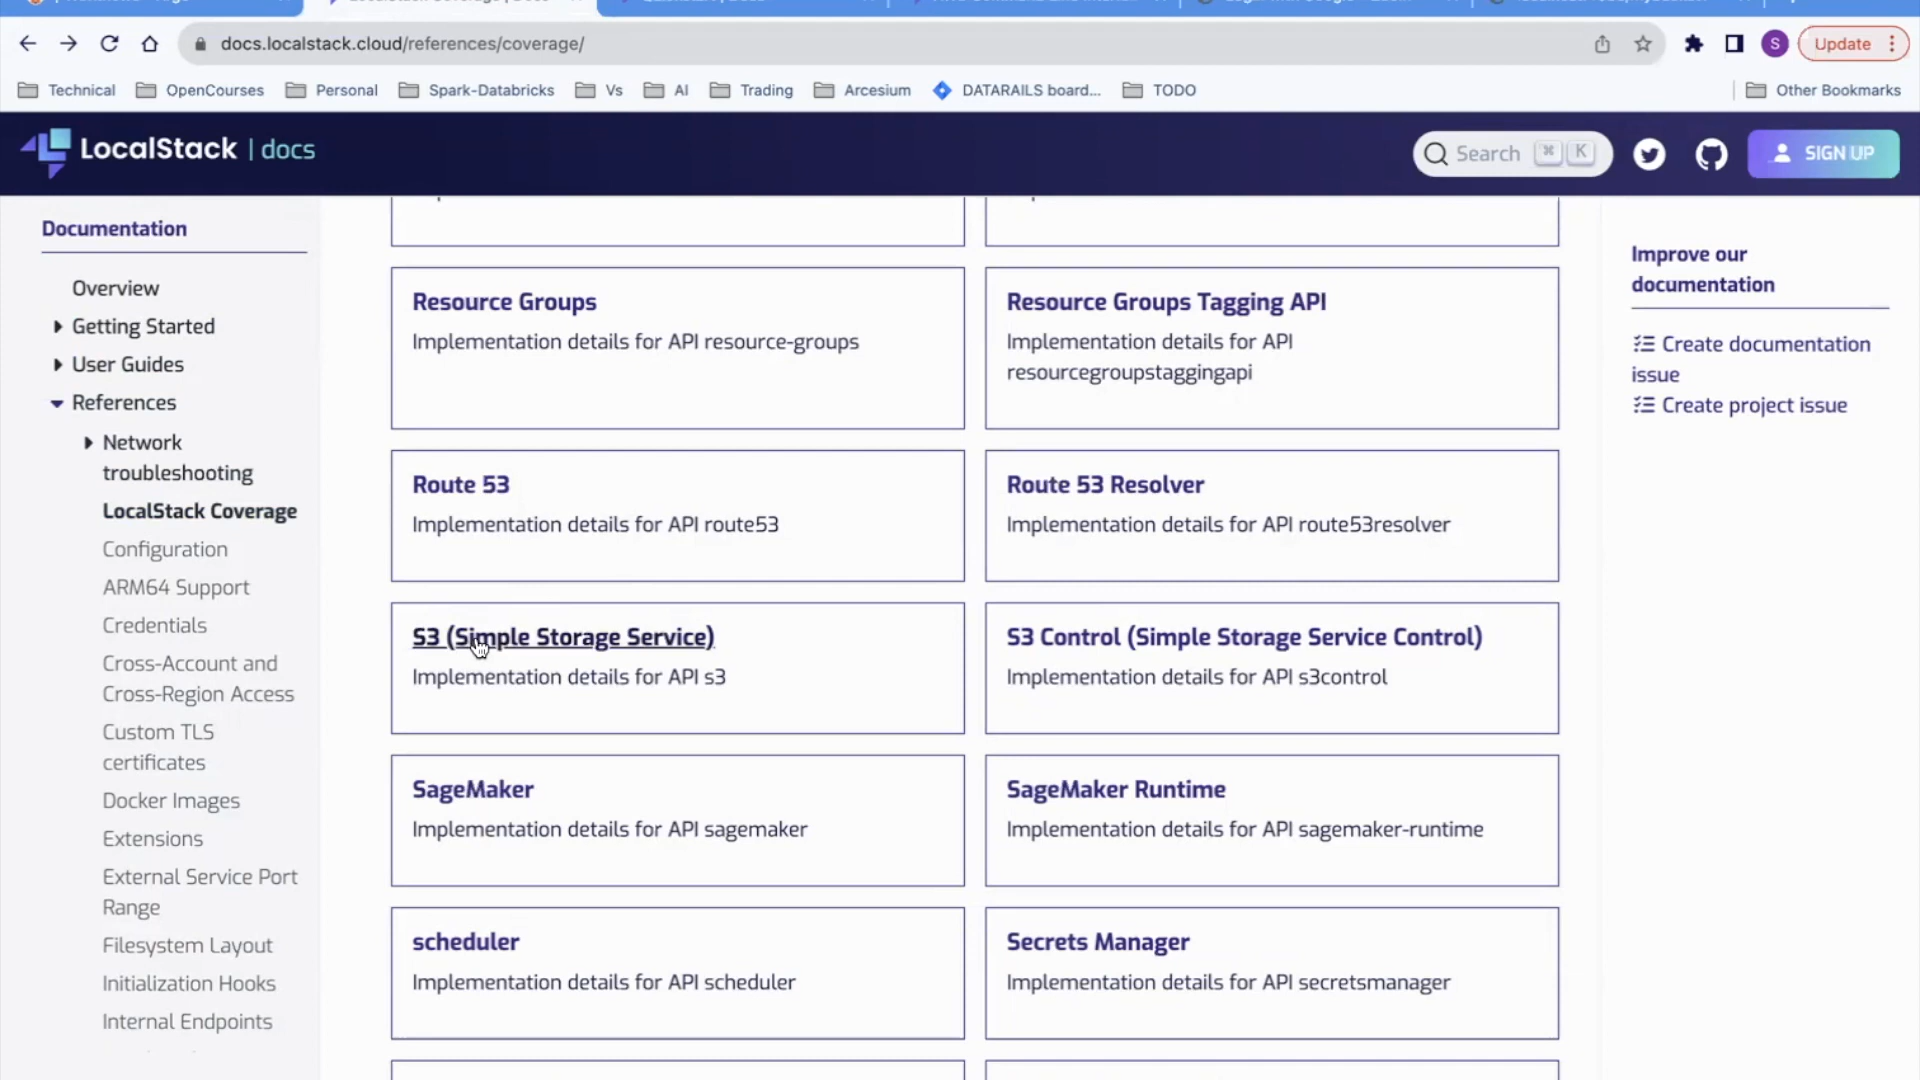 docs.localstack.cloud/references/coverage/
S
Update
Technical
OpenCourses
Personal
Spark-Databricks
Vs
AI
Trading
Arcesium
DATARAILS board...
TODO
Other Bookmarks
LocalStack | docs
Search ⌘ K
SIGN UP
Documentation
Overview
Getting Started
User Guides
References
Network
troubleshooting
LocalStack Coverage
Configuration
ARM64 Support
Credentials
Cross-Account and
Cross-Region Access
Custom TLS
certificates
Docker Images
Extensions
External Service Port
Range
Filesystem Layout
Initialization Hooks
Internal Endpoints
Resource Groups
Implementation details for API resource-groups
Resource Groups Tagging API
Implementation details for API
resourcegroupstaggingapi
Route 53
Implementation details for API route53
Route 53 Resolver
Implementation details for API route53resolver
S3 (Simple Storage Service)
Implementation details for API s3
S3 Control (Simple Storage Service Control)
Implementation details for API s3control
SageMaker
Implementation details for API sagemaker
SageMaker Runtime
Implementation details for API sagemaker-runtime
scheduler
Implementation details for API scheduler
Secrets Manager
Implementation details for API secretsmanager
Improve our
documentation
Create documentation
issue
Create project issue